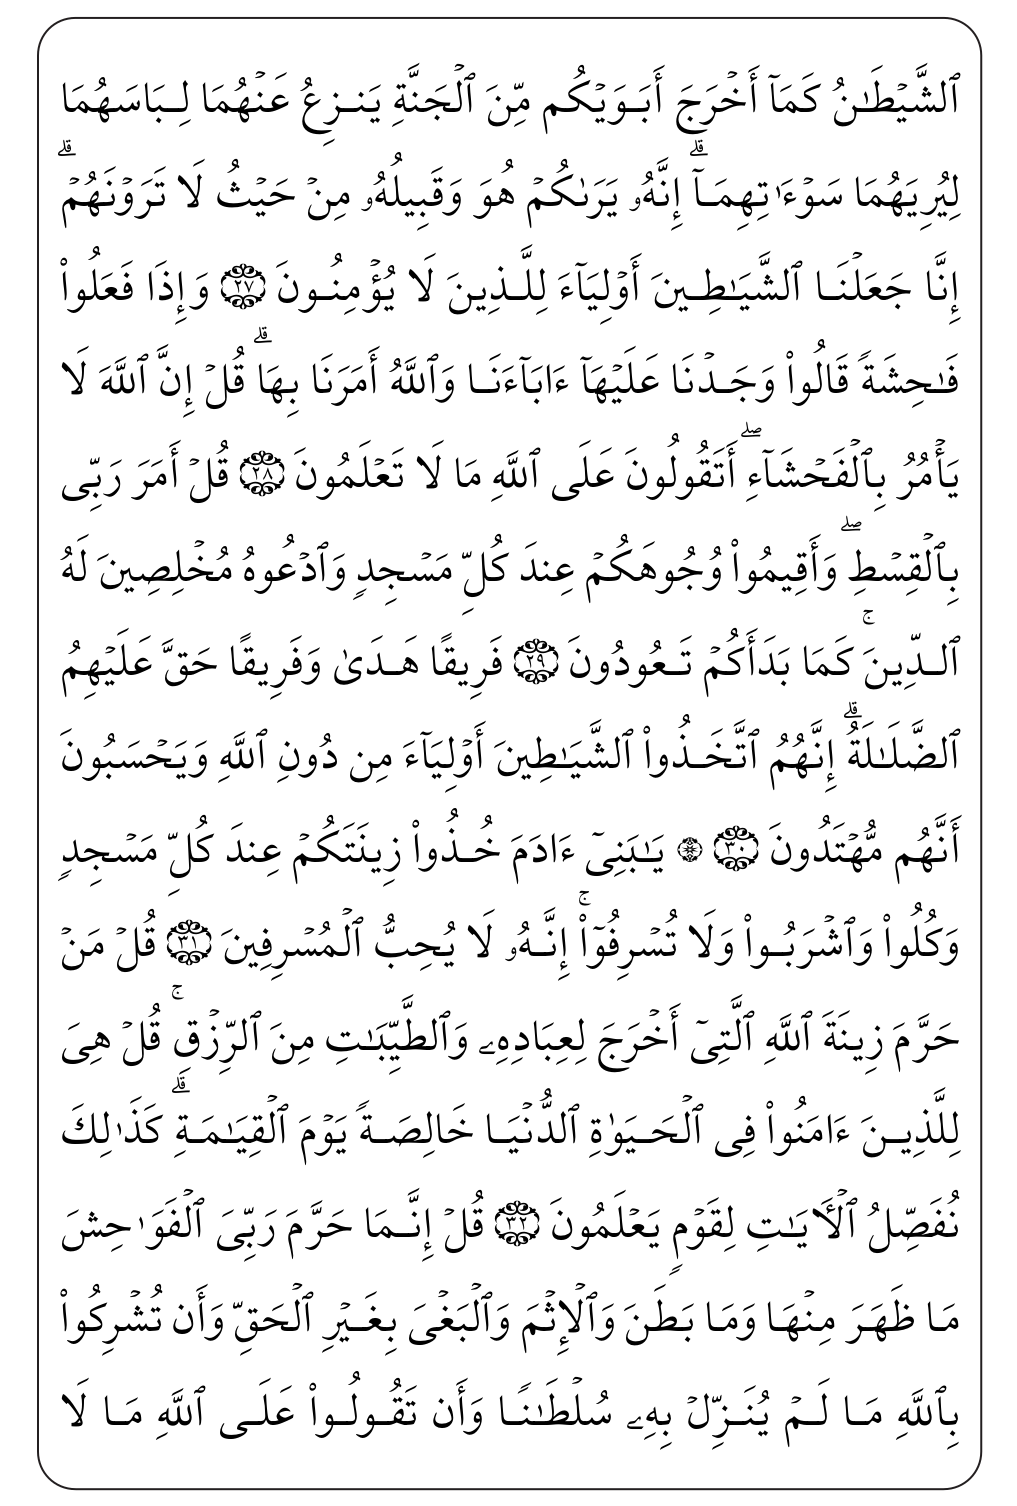 ٱلشَّيۡطَٰنُ كَمَآ أَخۡرَجَ أَبَوَيۡكُم مِّنَ ٱلۡجَنَّةِ يَنزِعُ عَنۡهُمَا لِبَاسَهُمَا
لِيُرِيَهُمَا سَوۡءَٰتِهِمَآۗ إِنَّهُۥ يَرَىٰكُمۡ هُوَ وَقَبِيلُهُۥ مِنۡ حَيۡثُ لَا تَرَوۡنَهُمۡۗ
إِنَّا جَعَلۡنَا ٱلشَّيَٰطِينَ أَوۡلِيَآءَ لِلَّذِينَ لَا يُؤۡمِنُونَ ٢٧ وَإِذَا فَعَلُواْ
فَٰحِشَةٗ قَالُواْ وَجَدۡنَا عَلَيۡهَآ ءَابَآءَنَا وَٱللَّهُ أَمَرَنَا بِهَاۗ قُلۡ إِنَّ ٱللَّهَ لَا
يَأۡمُرُ بِٱلۡفَحۡشَآءِۖ أَتَقُولُونَ عَلَى ٱللَّهِ مَا لَا تَعۡلَمُونَ ٢٨ قُلۡ أَمَرَ رَبِّي
بِٱلۡقِسۡطِۖ وَأَقِيمُواْ وُجُوهَكُمۡ عِندَ كُلِّ مَسۡجِدٖ وَٱدۡعُوهُ مُخۡلِصِينَ لَهُ
ٱلدِّينَۚ كَمَا بَدَأَكُمۡ تَعُودُونَ ٢٩ فَرِيقًا هَدَىٰ وَفَرِيقًا حَقَّ عَلَيۡهِمُ
ٱلضَّلَٰلَةُۗ إِنَّهُمُ ٱتَّخَذُواْ ٱلشَّيَٰطِينَ أَوۡلِيَآءَ مِن دُونِ ٱللَّهِ وَيَحۡسَبُونَ
أَنَّهُم مُّهۡتَدُونَ ٣٠ ۞ يَٰبَنِيٓ ءَادَمَ خُذُواْ زِينَتَكُمۡ عِندَ كُلِّ مَسۡجِدٖ
وَكُلُواْ وَٱشۡرَبُواْ وَلَا تُسۡرِفُوٓاْۚ إِنَّهُۥ لَا يُحِبُّ ٱلۡمُسۡرِفِينَ ٣١ قُلۡ مَنۡ
حَرَّمَ زِينَةَ ٱللَّهِ ٱلَّتِيٓ أَخۡرَجَ لِعِبَادِهِۦ وَٱلطَّيِّبَٰتِ مِنَ ٱلرِّزۡقِۚ قُلۡ هِيَ
لِلَّذِينَ ءَامَنُواْ فِي ٱلۡحَيَوٰةِ ٱلدُّنۡيَا خَالِصَةٗ يَوۡمَ ٱلۡقِيَٰمَةِۗ كَذَٰلِكَ
نُفَصِّلُ ٱلۡأٓيَٰتِ لِقَوۡمٖ يَعۡلَمُونَ ٣٢ قُلۡ إِنَّمَا حَرَّمَ رَبِّيَ ٱلۡفَوَٰحِشَ
مَا ظَهَرَ مِنۡهَا وَمَا بَطَنَ وَٱلۡإِثۡمَ وَٱلۡبَغۡيَ بِغَيۡرِ ٱلۡحَقِّ وَأَن تُشۡرِكُواْ
بِٱللَّهِ مَا لَمۡ يُنَزِّلۡ بِهِۦ سُلۡطَٰنٗا وَأَن تَقُولُواْ عَلَى ٱللَّهِ مَا لَا